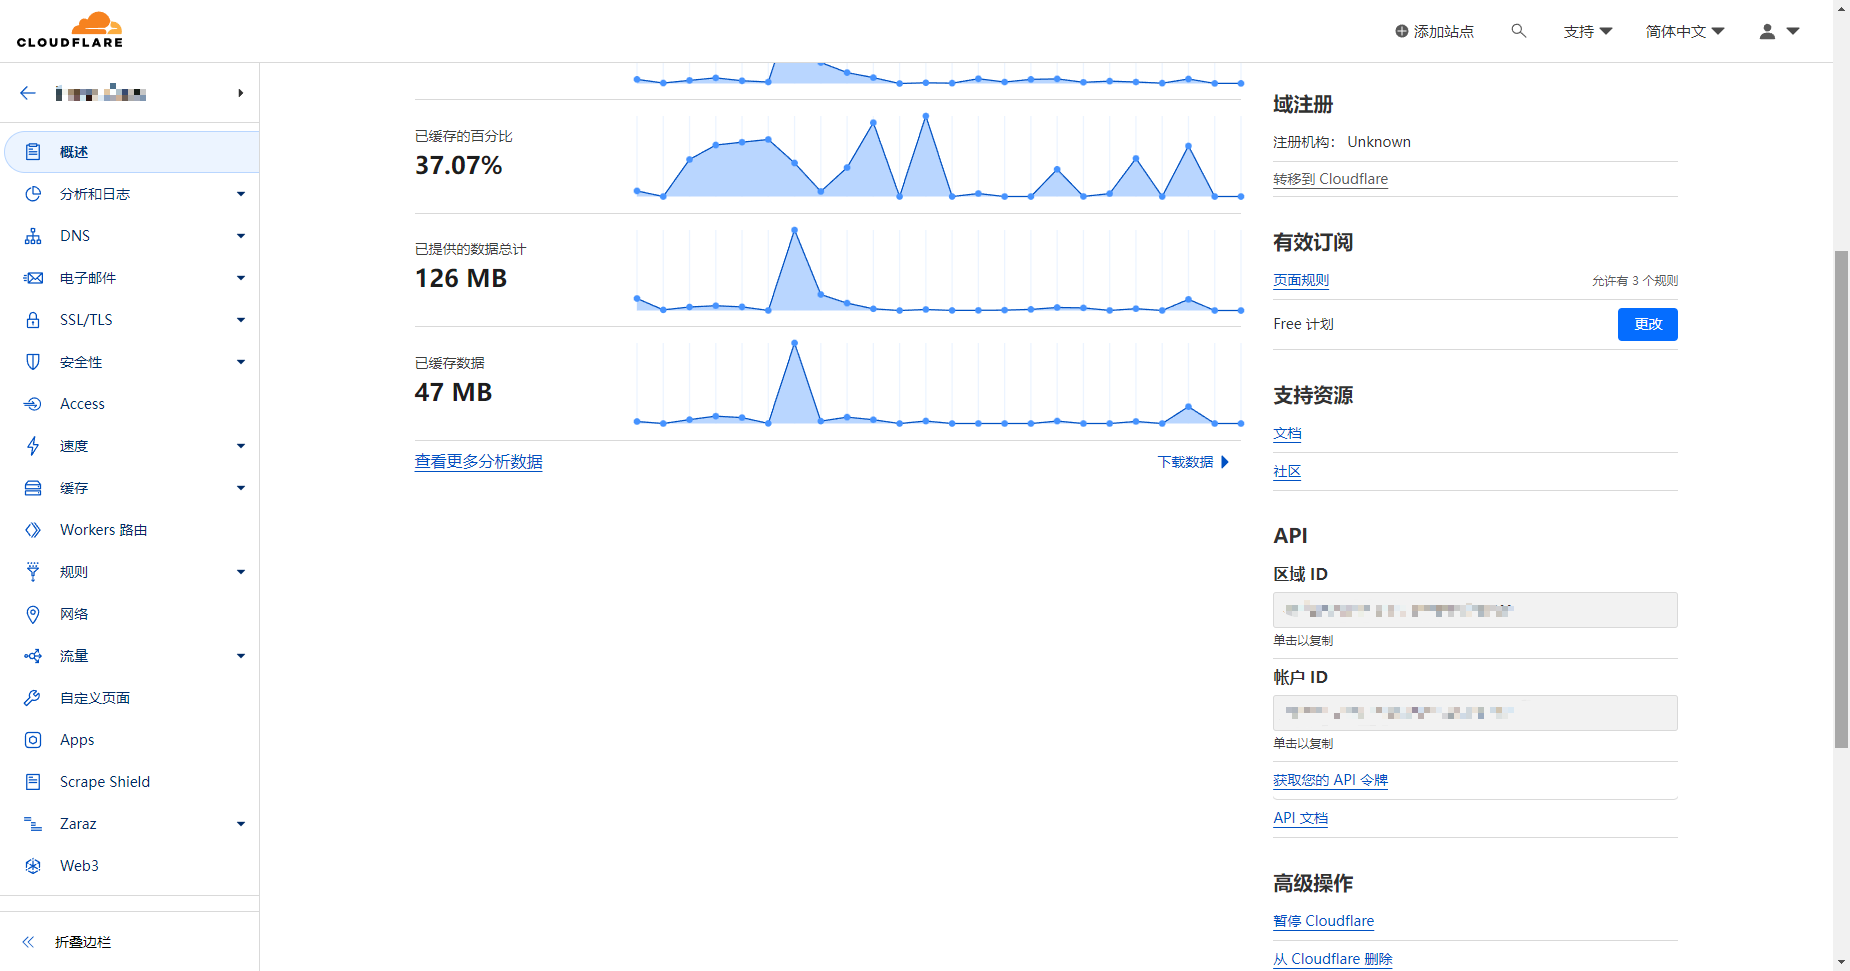 CLOUDFLARE
添加站点
支持
简体中文
概述
分析和日志
DNS
电子邮件
SSL/TLS
安全性
Access
速度
缓存
Workers 路由
规则
网络
流量
自定义页面
Apps
Scrape Shield
Zaraz
Web3
折叠边栏
已缓存的百分比
37.07%
已提供的数据总计
126 MB
已缓存数据
47 MB
查看更多分析数据
下载数据
域注册
注册机构： Unknown
转移到 Cloudflare
有效订阅
页面规则
允许有 3 个规则
Free 计划
更改
支持资源
文档
社区
API
区域 ID
单击以复制
帐户 ID
单击以复制
获取您的 API 令牌
API 文档
高级操作
暂停 Cloudflare
从 Cloudflare 删除